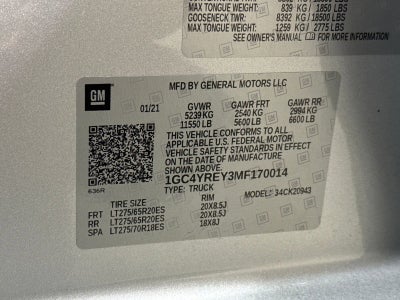 MAX TONGUE WEIGHT: 839 KG / 1850 LBS
GOOSENECK TWR: 8392 KG / 18500 LBS
MAX TONGUE WEIGHT: 1259 KG / 2775 LBS
SEE OWNER'S MANUAL FOR MORE INFORMATION
GM
MFD BY GENERAL MOTORS LLC
01/21 GVWR GAWR FRT GAWR RR
5239 KG 2540 KG 2994 KG
11550 LB 5600 LB 6600 LB
THIS VEHICLE CONFORMS TO ALL
APPLICABLE U.S. FEDERAL MOTOR
VEHICLE SAFETY STANDARDS IN EFFECT
ON THE DATE OF MANUFACTURE
SHOWN ABOVE.
1GC4YREY3MF170014
636R TYPE: TRUCK MODEL: 34CK20943
TIRE SIZE RIM
FRT LT275/65R20ES 20X8.5J
RR LT275/65R20ES 20X8.5J
SPA LT275/70R18ES 18X8J